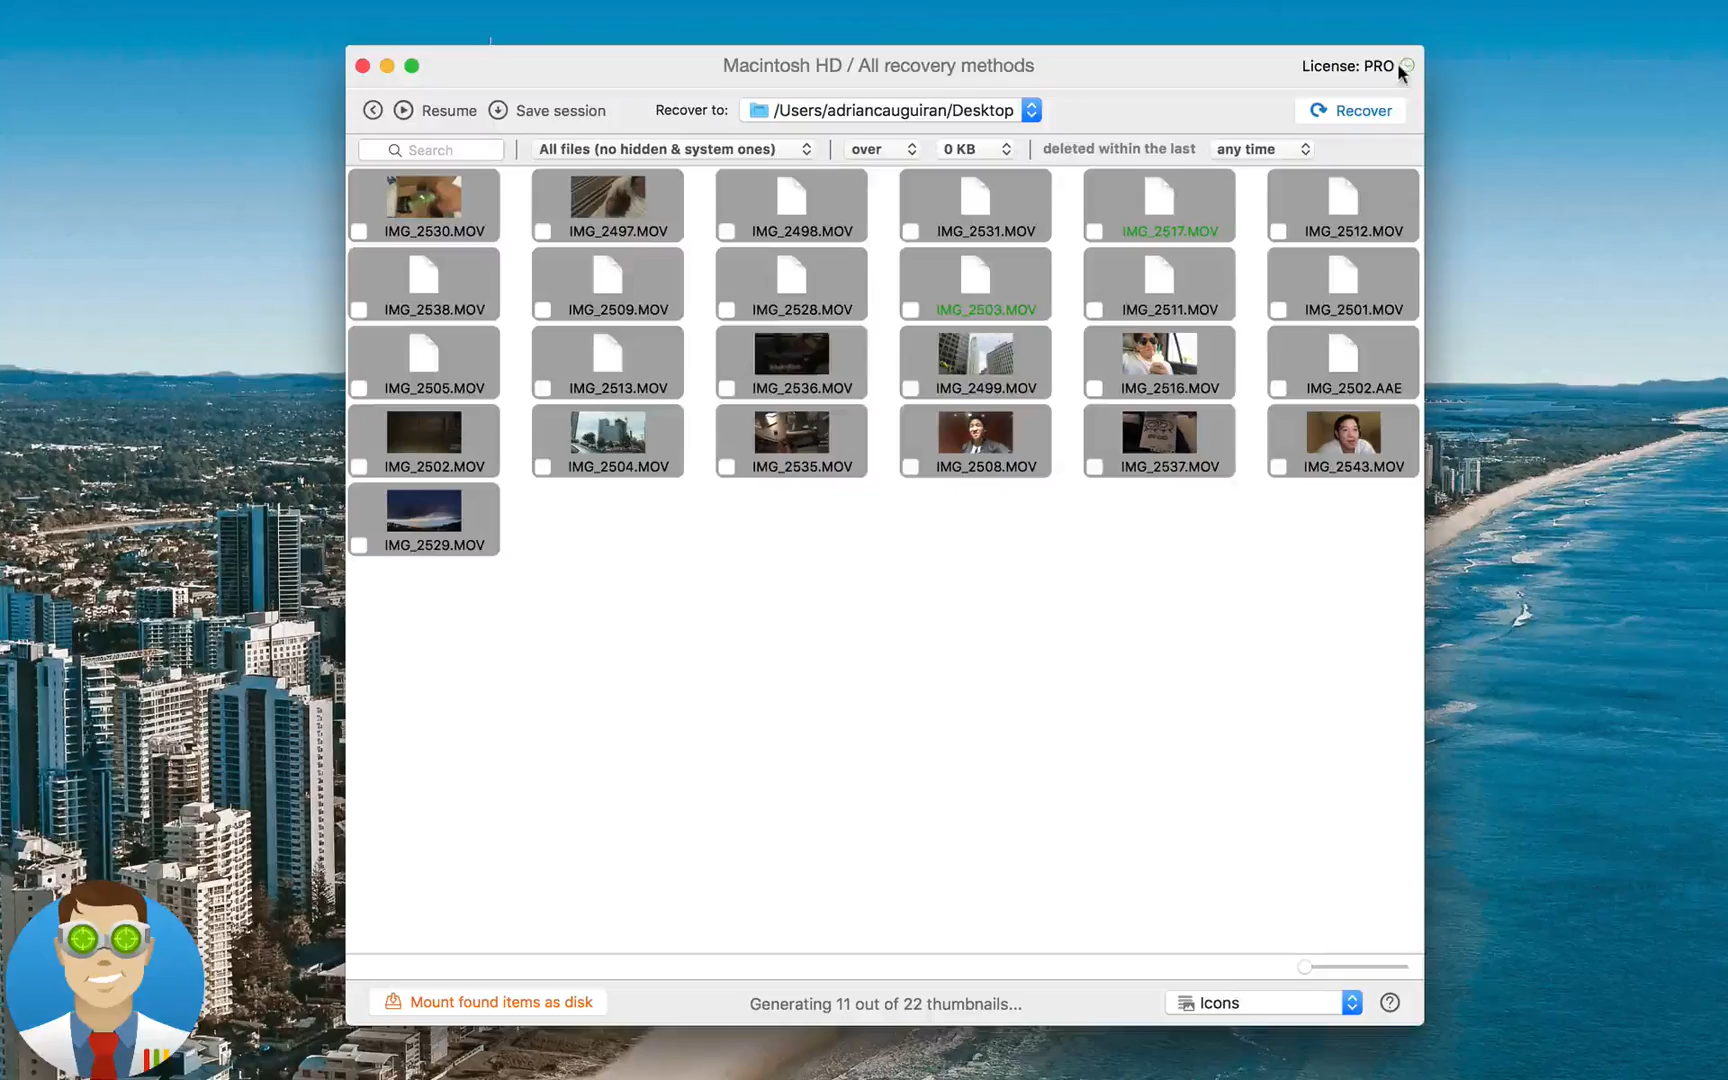 Macintosh HD / All recovery methods
License: PRO
Resume
Save session
Recover to:
/Users/adriancauguiran/Desktop
Recover
Search
All files (no hidden & system ones)
over
0 KB
deleted within the last
any time
IMG_2530.MOV
IMG_2497.MOV
IMG_2498.MOV
IMG_2531.MOV
IMG_2517.MOV
IMG_2512.MOV
IMG_2538.MOV
IMG_2509.MOV
IMG_2528.MOV
IMG_2503.MOV
IMG_2511.MOV
IMG_2501.MOV
IMG_2505.MOV
IMG_2513.MOV
IMG_2536.MOV
IMG_2499.MOV
IMG_2516.MOV
IMG_2502.AAE
IMG_2502.MOV
IMG_2504.MOV
IMG_2535.MOV
IMG_2508.MOV
IMG_2537.MOV
IMG_2543.MOV
IMG_2529.MOV
Mount found items as disk
Generating 11 out of 22 thumbnails...
Icons
?